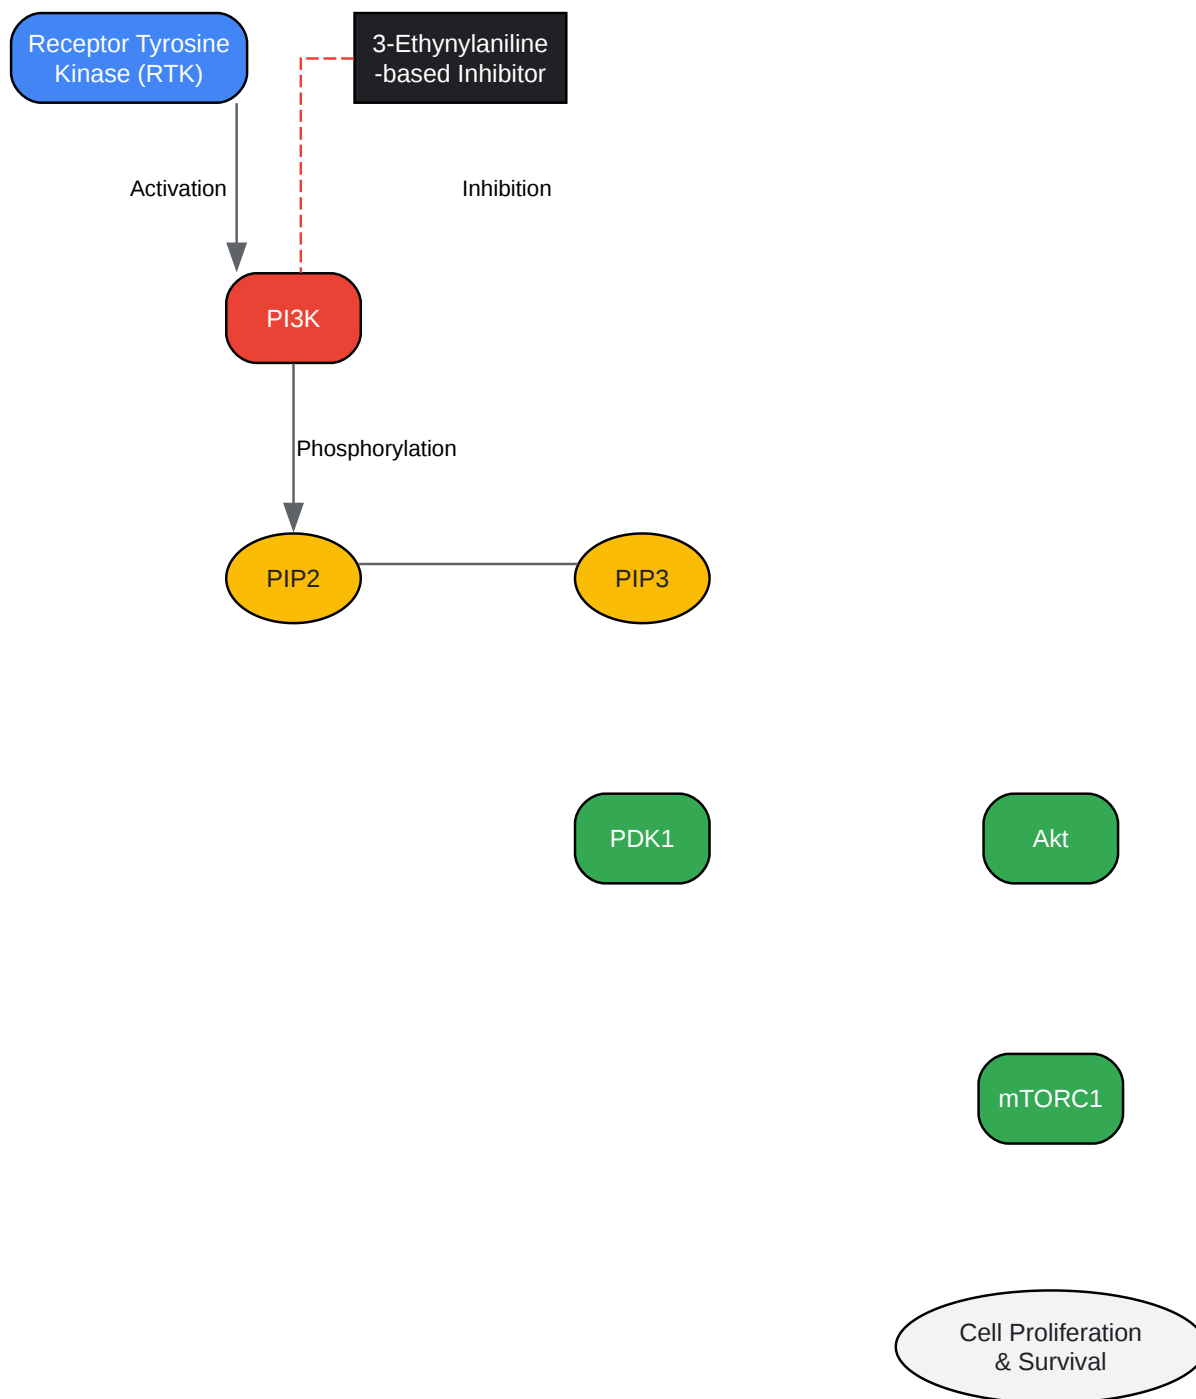 Receptor Tyrosine
Kinase (RTK)
3-Ethynylaniline
-based Inhibitor
Activation
Inhibition
PI3K
Phosphorylation
PIP2
PIP3
PDK1
Akt
mTORC1
Cell Proliferation
& Survival